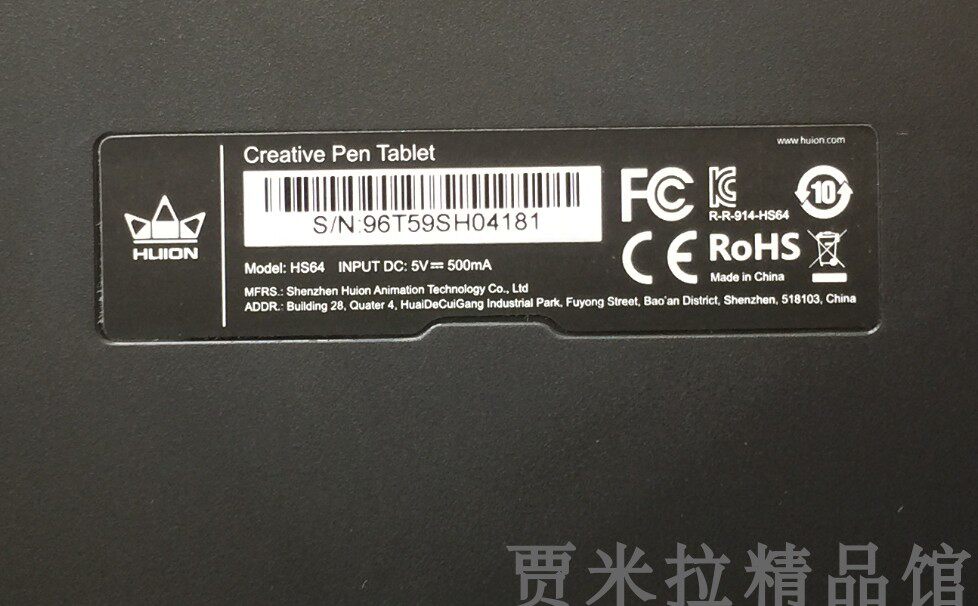 www.huion.com
Creative Pen Tablet
S/N:96T59SH04181
HUION
Model: HS64 INPUT DC: 5V⎓500mA
MFRS.: Shenzhen Huion Animation Technology Co., Ltd
ADDR.: Building 28, Quater 4, HuaiDeCuiGang Industrial Park, Fuyong Street, Bao'an District, Shenzhen, 518103, China
FC
KC
R-R-914-HS64
10
CE
RoHS
Made in China
贾米拉精品馆